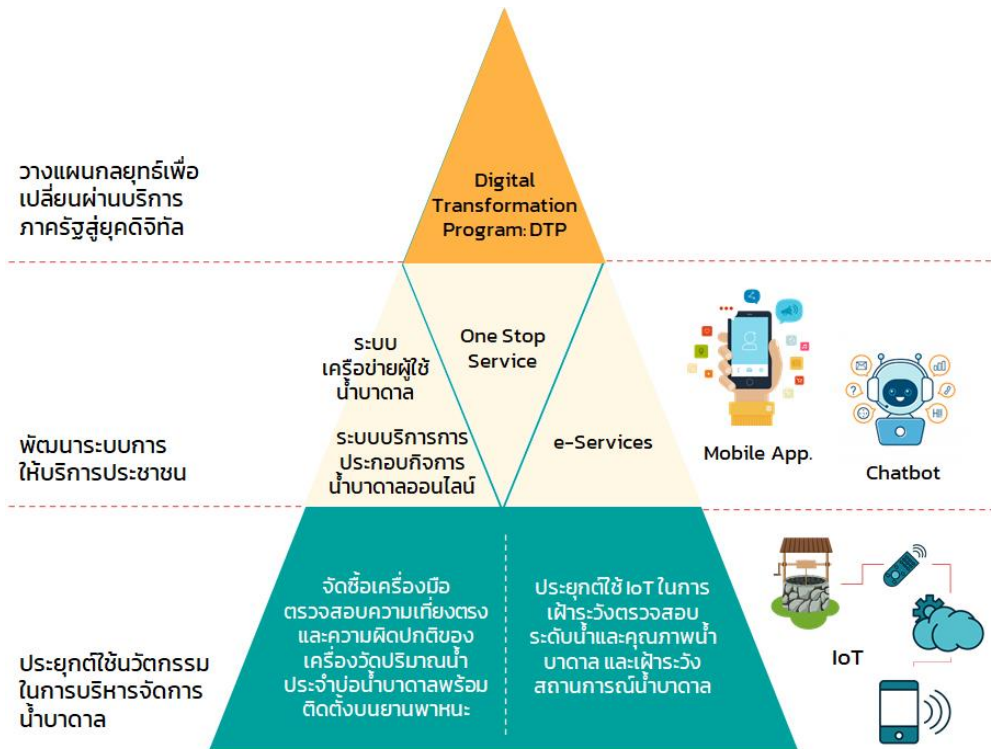 วางแผนกลยุทธ์เพื่อ
เปลี่ยนผ่านบริการ
ภาครัฐสู่ยุคดิจิทัล
Digital
Transformation
Program: DTP
พัฒนาระบบการ
ให้บริการประชาชน
ระบบ
เครือข่ายผู้ใช้
น้ำบาดาล
ระบบบริการการ
ประกอบกิจการ
น้ำบาดาลออนไลน์
One Stop
Service
e-Services
Mobile App.
Chatbot
?
Hi!
ประยุกต์ใช้นวัตกรรม
ในการบริหารจัดการ
น้ำบาดาล
จัดซื้อเครื่องมือ
ตรวจสอบความเที่ยงตรง
และความผิดปกติของ
เครื่องวัดปริมาณน้ำ
ประจำบ่อน้ำบาดาลพร้อม
ติดตั้งบนยานพาหนะ
ประยุกต์ใช้ IoT ในการ
เฝ้าระวังตรวจสอบ
ระดับน้ำและคุณภาพน้ำ
บาดาล และเฝ้าระวัง
สถานการณ์น้ำบาดาล
IoT